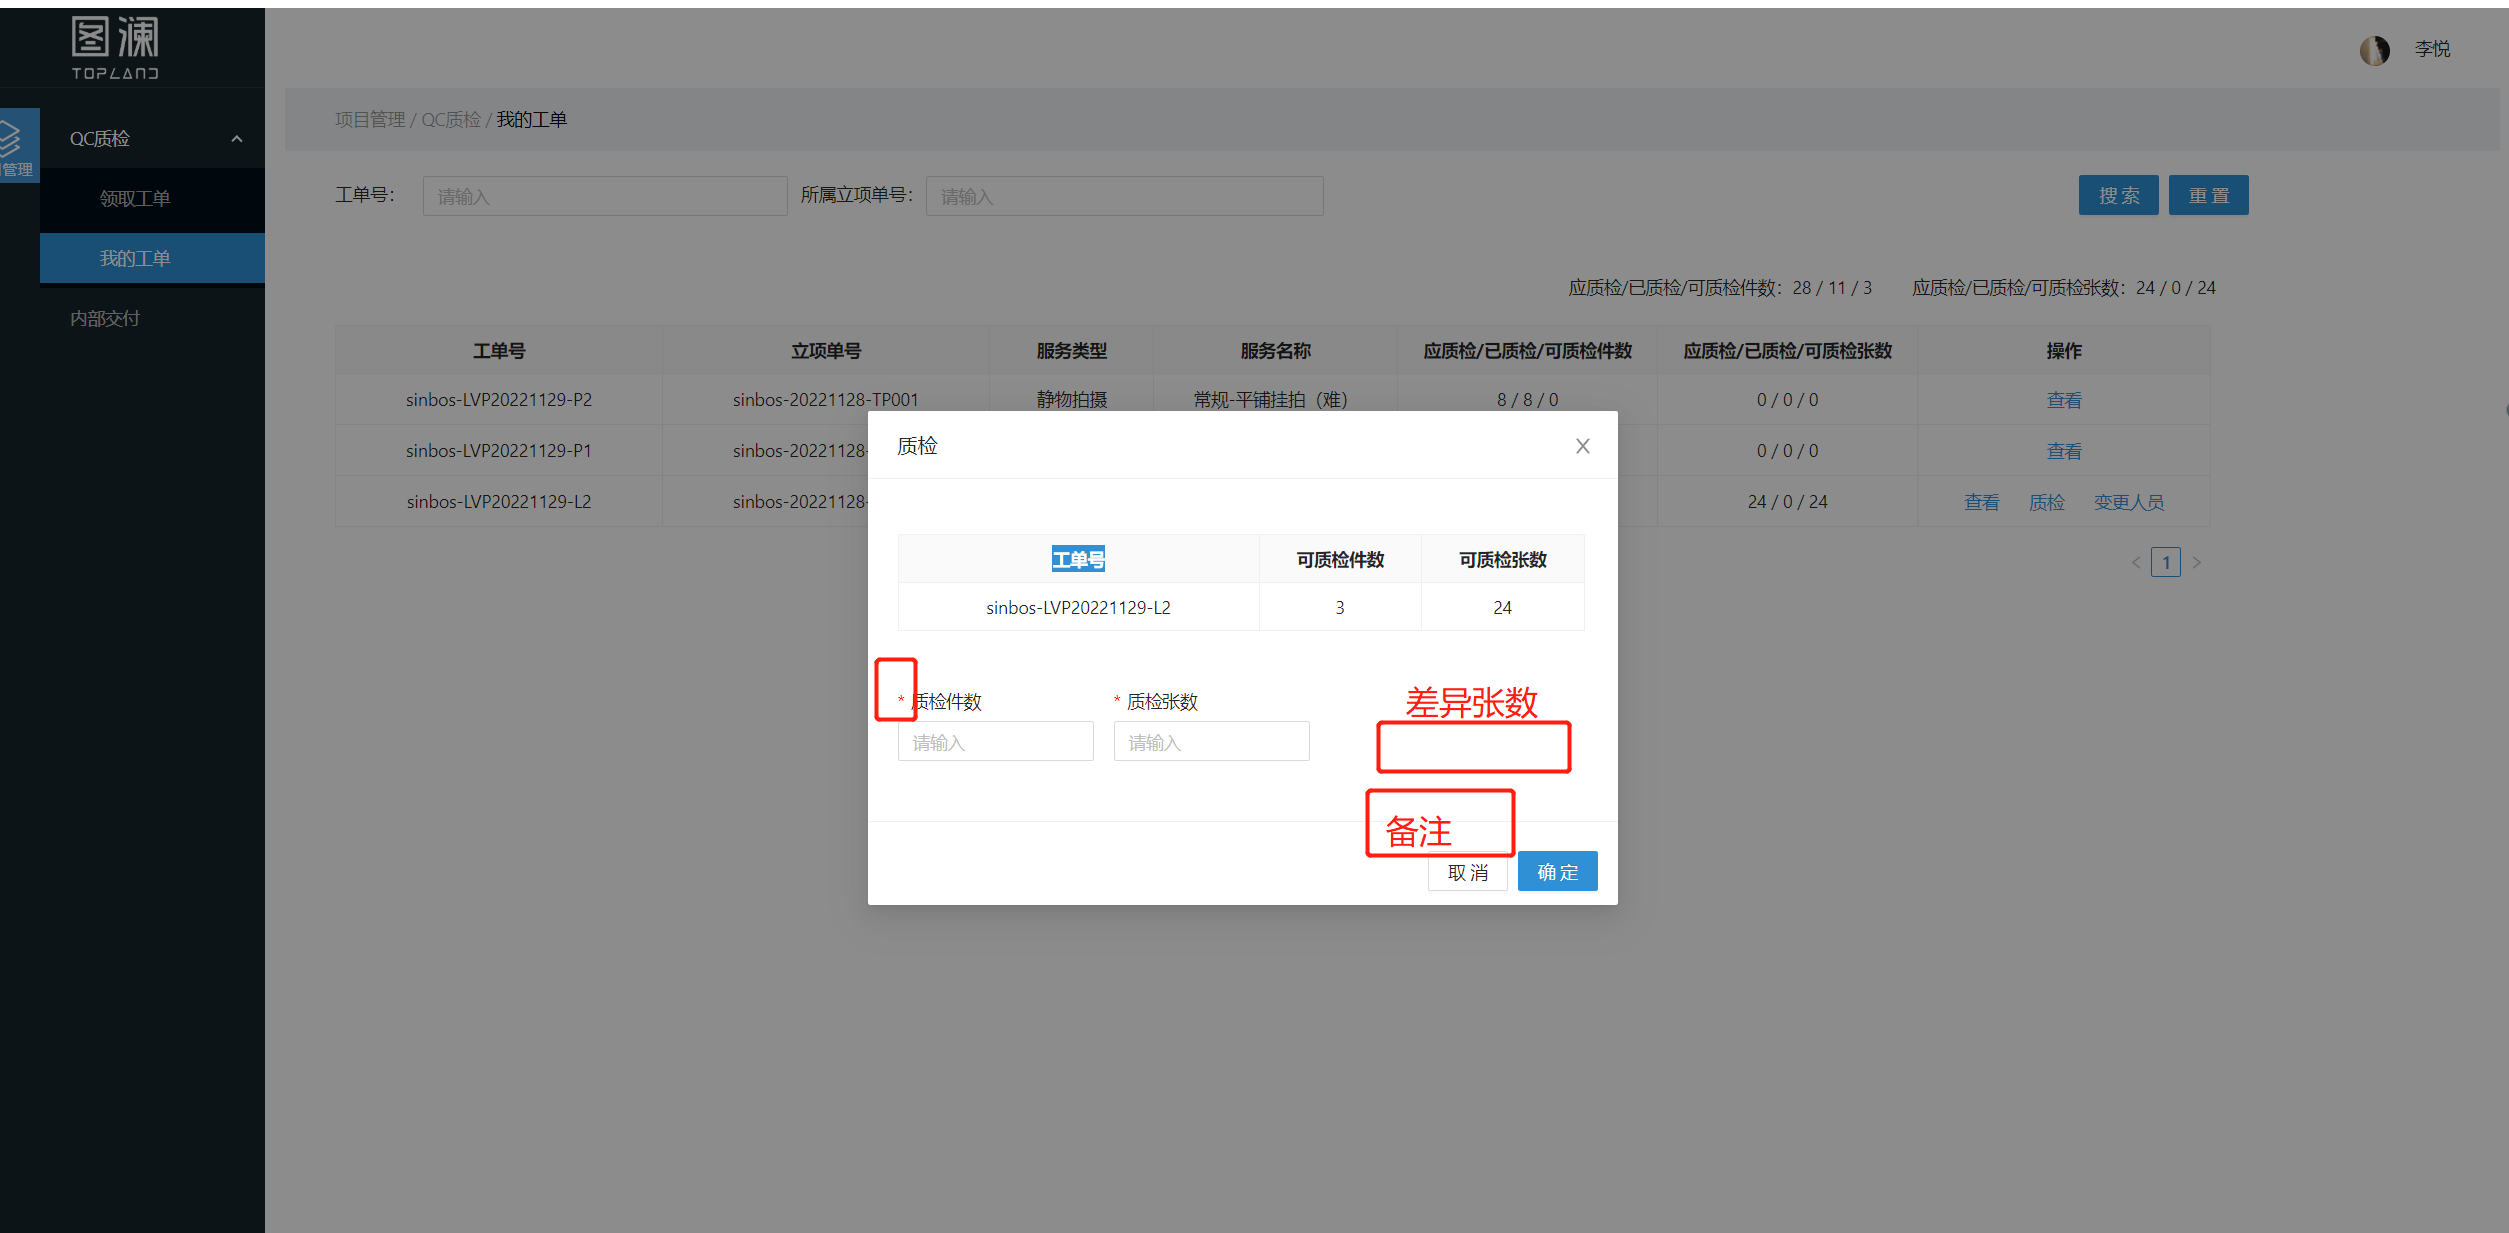 图澜
TOPLAND
李悦
管理
QC质检
领取工单
我的工单
内部交付
项目管理 / QC质检 / 我的工单
工单号： 请输入 所属立项单号： 请输入 搜索 重置
应质检/已质检/可质检件数：28 / 11 / 3 应质检/已质检/可质检张数：24 / 0 / 24
工单号 立项单号 服务类型 服务名称 应质检/已质检/可质检件数 应质检/已质检/可质检张数 操作
sinbos-LVP20221129-P2 sinbos-20221128-TP001 静物拍摄 常规-平铺挂拍（难） 8 / 8 / 0 0 / 0 / 0 查看
sinbos-LVP20221129-P1 sinbos-20221128- 0 / 0 / 0 查看
sinbos-LVP20221129-L2 sinbos-20221128- 24 / 0 / 24 查看 质检 变更人员
< 1 >
质检 X
工单号 可质检件数 可质检张数
sinbos-LVP20221129-L2 3 24
* 质检件数 * 质检张数 差异张数
请输入 请输入
备注
取消 确定